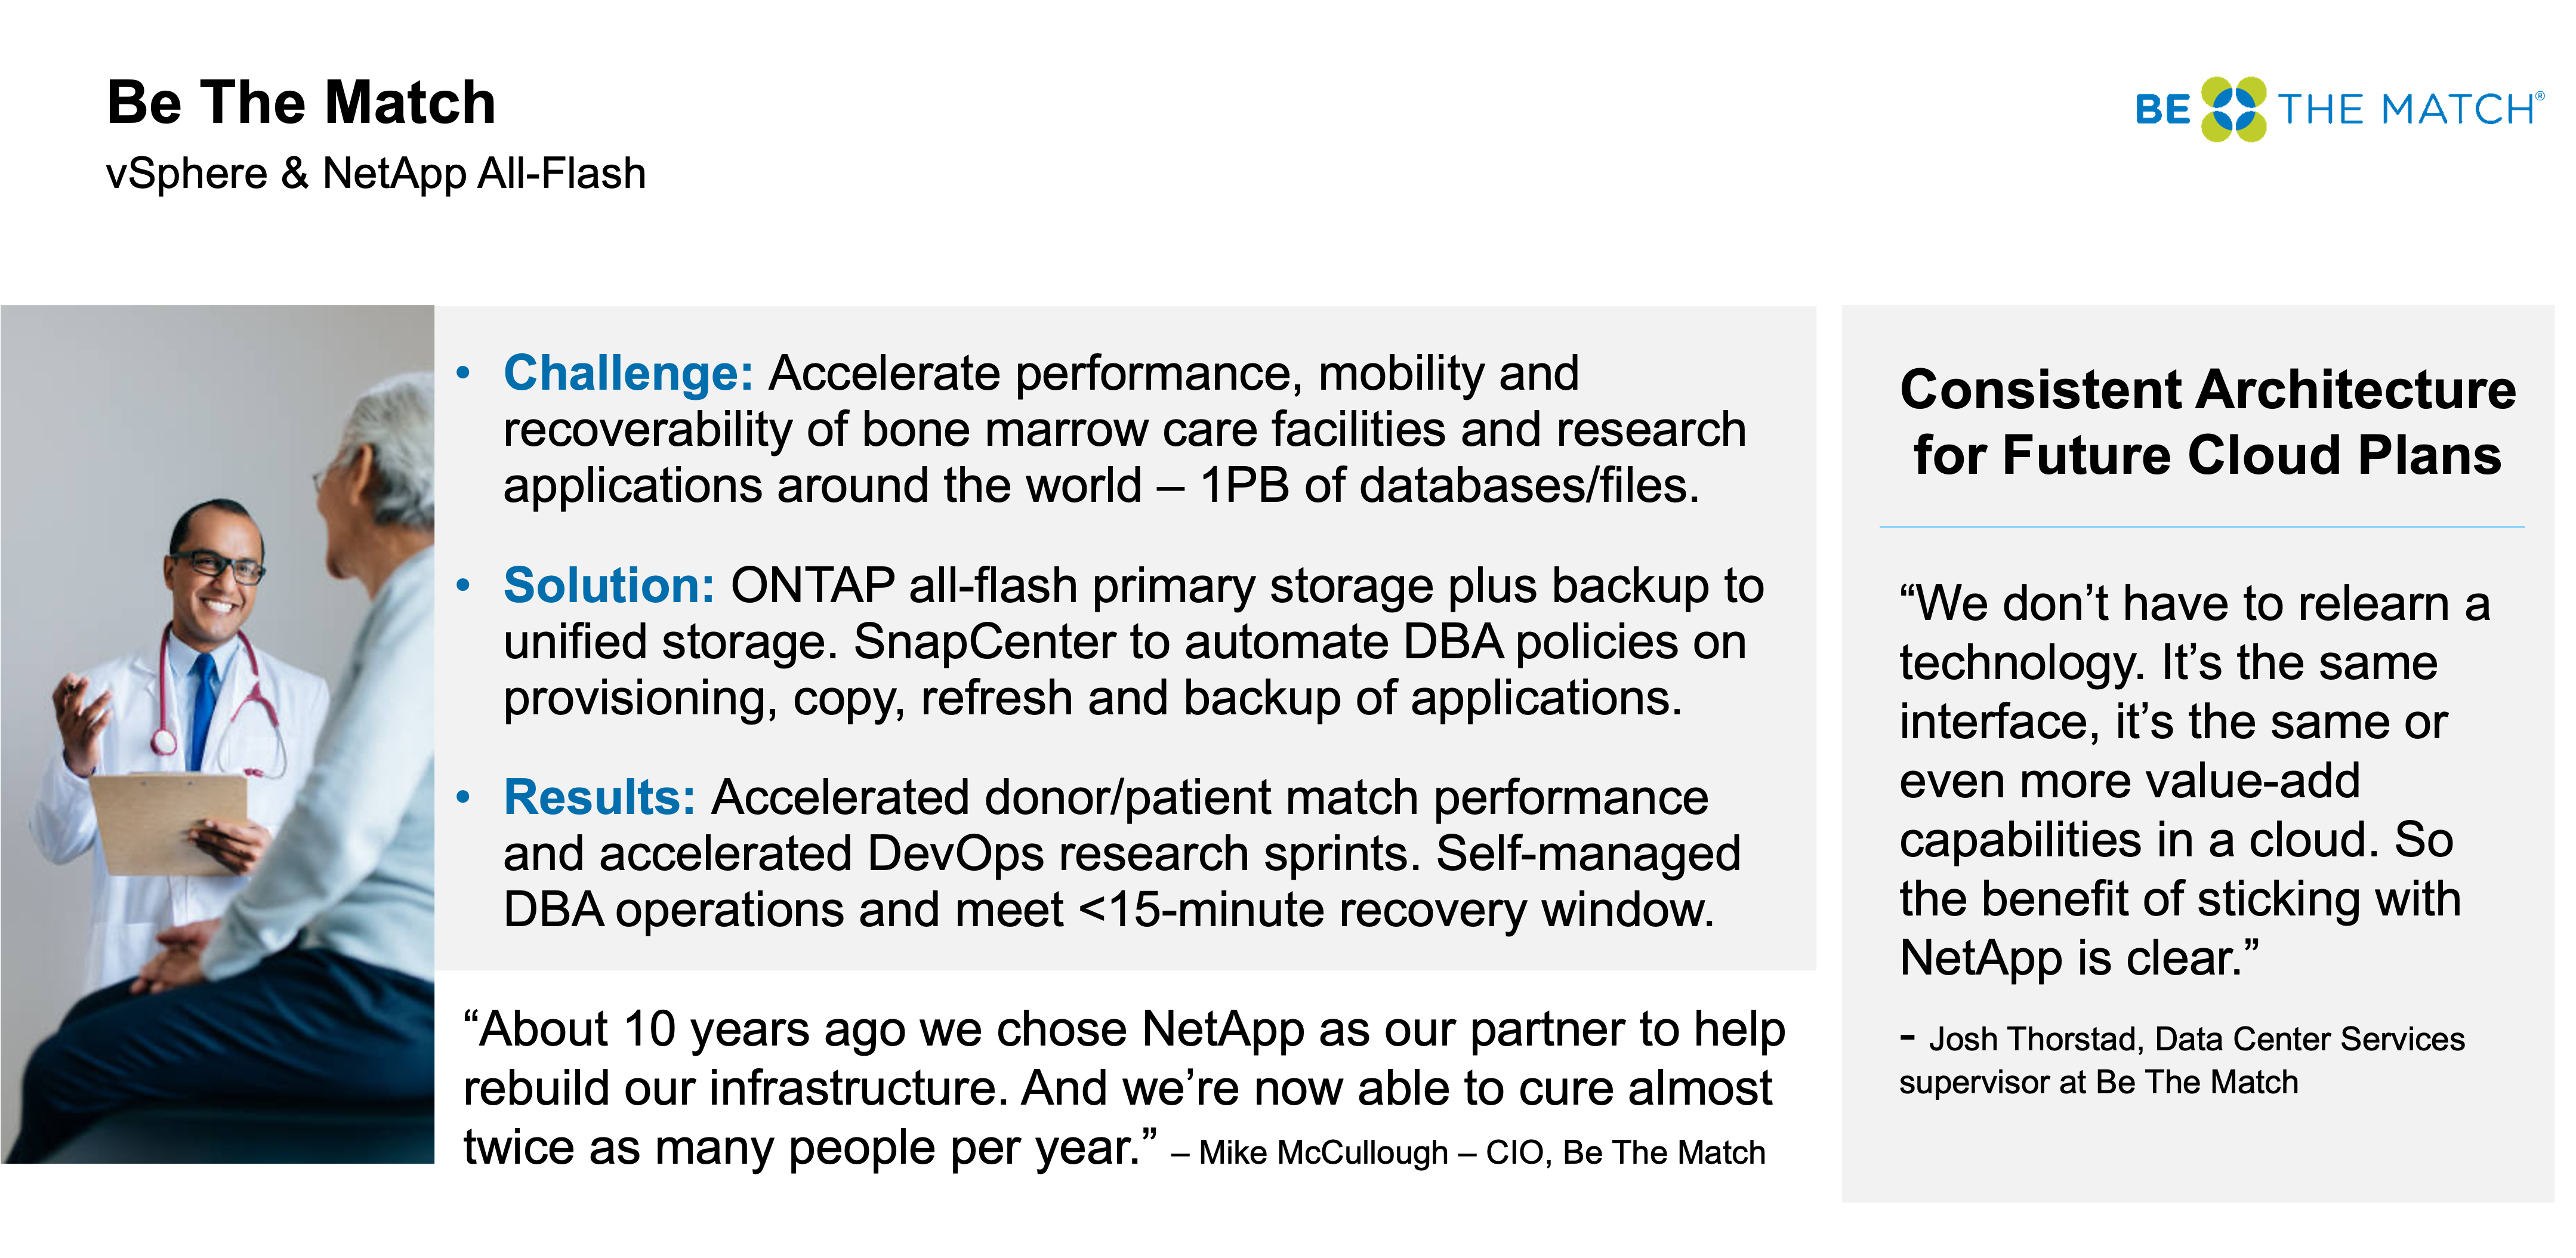 Be The Match
vSphere & NetApp All-Flash
BE THE MATCH®
• Challenge: Accelerate performance, mobility and
recoverability of bone marrow care facilities and research
applications around the world – 1PB of databases/files.
• Solution: ONTAP all-flash primary storage plus backup to
unified storage. SnapCenter to automate DBA policies on
provisioning, copy, refresh and backup of applications.
• Results: Accelerated donor/patient match performance
and accelerated DevOps research sprints. Self-managed
DBA operations and meet <15-minute recovery window.
“About 10 years ago we chose NetApp as our partner to help
rebuild our infrastructure. And we’re now able to cure almost
twice as many people per year.” – Mike McCullough – CIO, Be The Match
Consistent Architecture
for Future Cloud Plans
“We don’t have to relearn a
technology. It’s the same
interface, it’s the same or
even more value-add
capabilities in a cloud. So
the benefit of sticking with
NetApp is clear.”
- Josh Thorstad, Data Center Services
supervisor at Be The Match